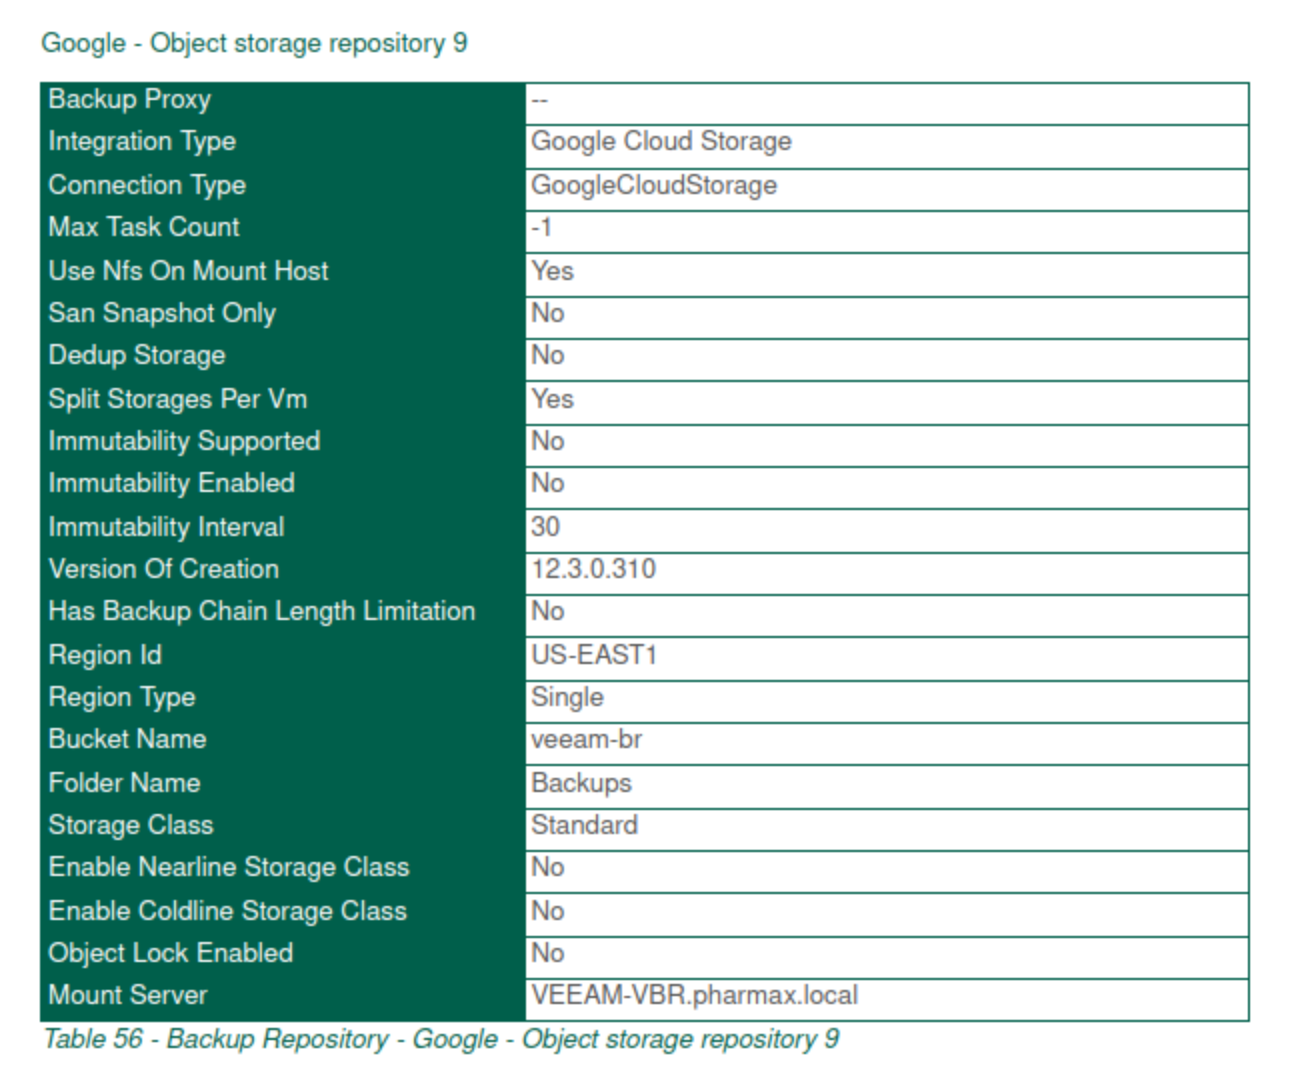 Google - Object storage repository 9
Backup Proxy --
Integration Type Google Cloud Storage
Connection Type GoogleCloudStorage
Max Task Count -1
Use Nfs On Mount Host Yes
San Snapshot Only No
Dedup Storage No
Split Storages Per Vm Yes
Immutability Supported No
Immutability Enabled No
Immutability Interval 30
Version Of Creation 12.3.0.310
Has Backup Chain Length Limitation No
Region Id US-EAST1
Region Type Single
Bucket Name veeam-br
Folder Name Backups
Storage Class Standard
Enable Nearline Storage Class No
Enable Coldline Storage Class No
Object Lock Enabled No
Mount Server VEEAM-VBR.pharmax.local
Table 56 - Backup Repository - Google - Object storage repository 9